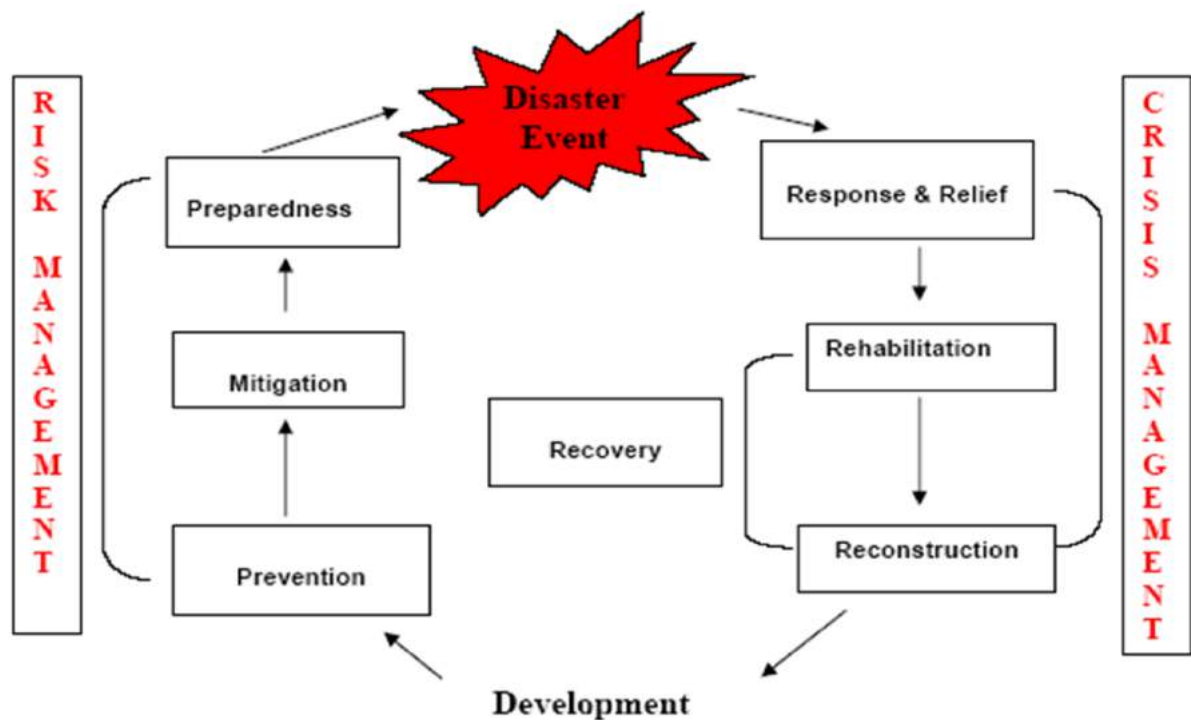 Disaster
Event
RISK MANAGEMENT
Preparedness
Mitigation
Prevention
Response & Relief
Rehabilitation
Recovery
Reconstruction
CRISIS MANAGEMENT
Development